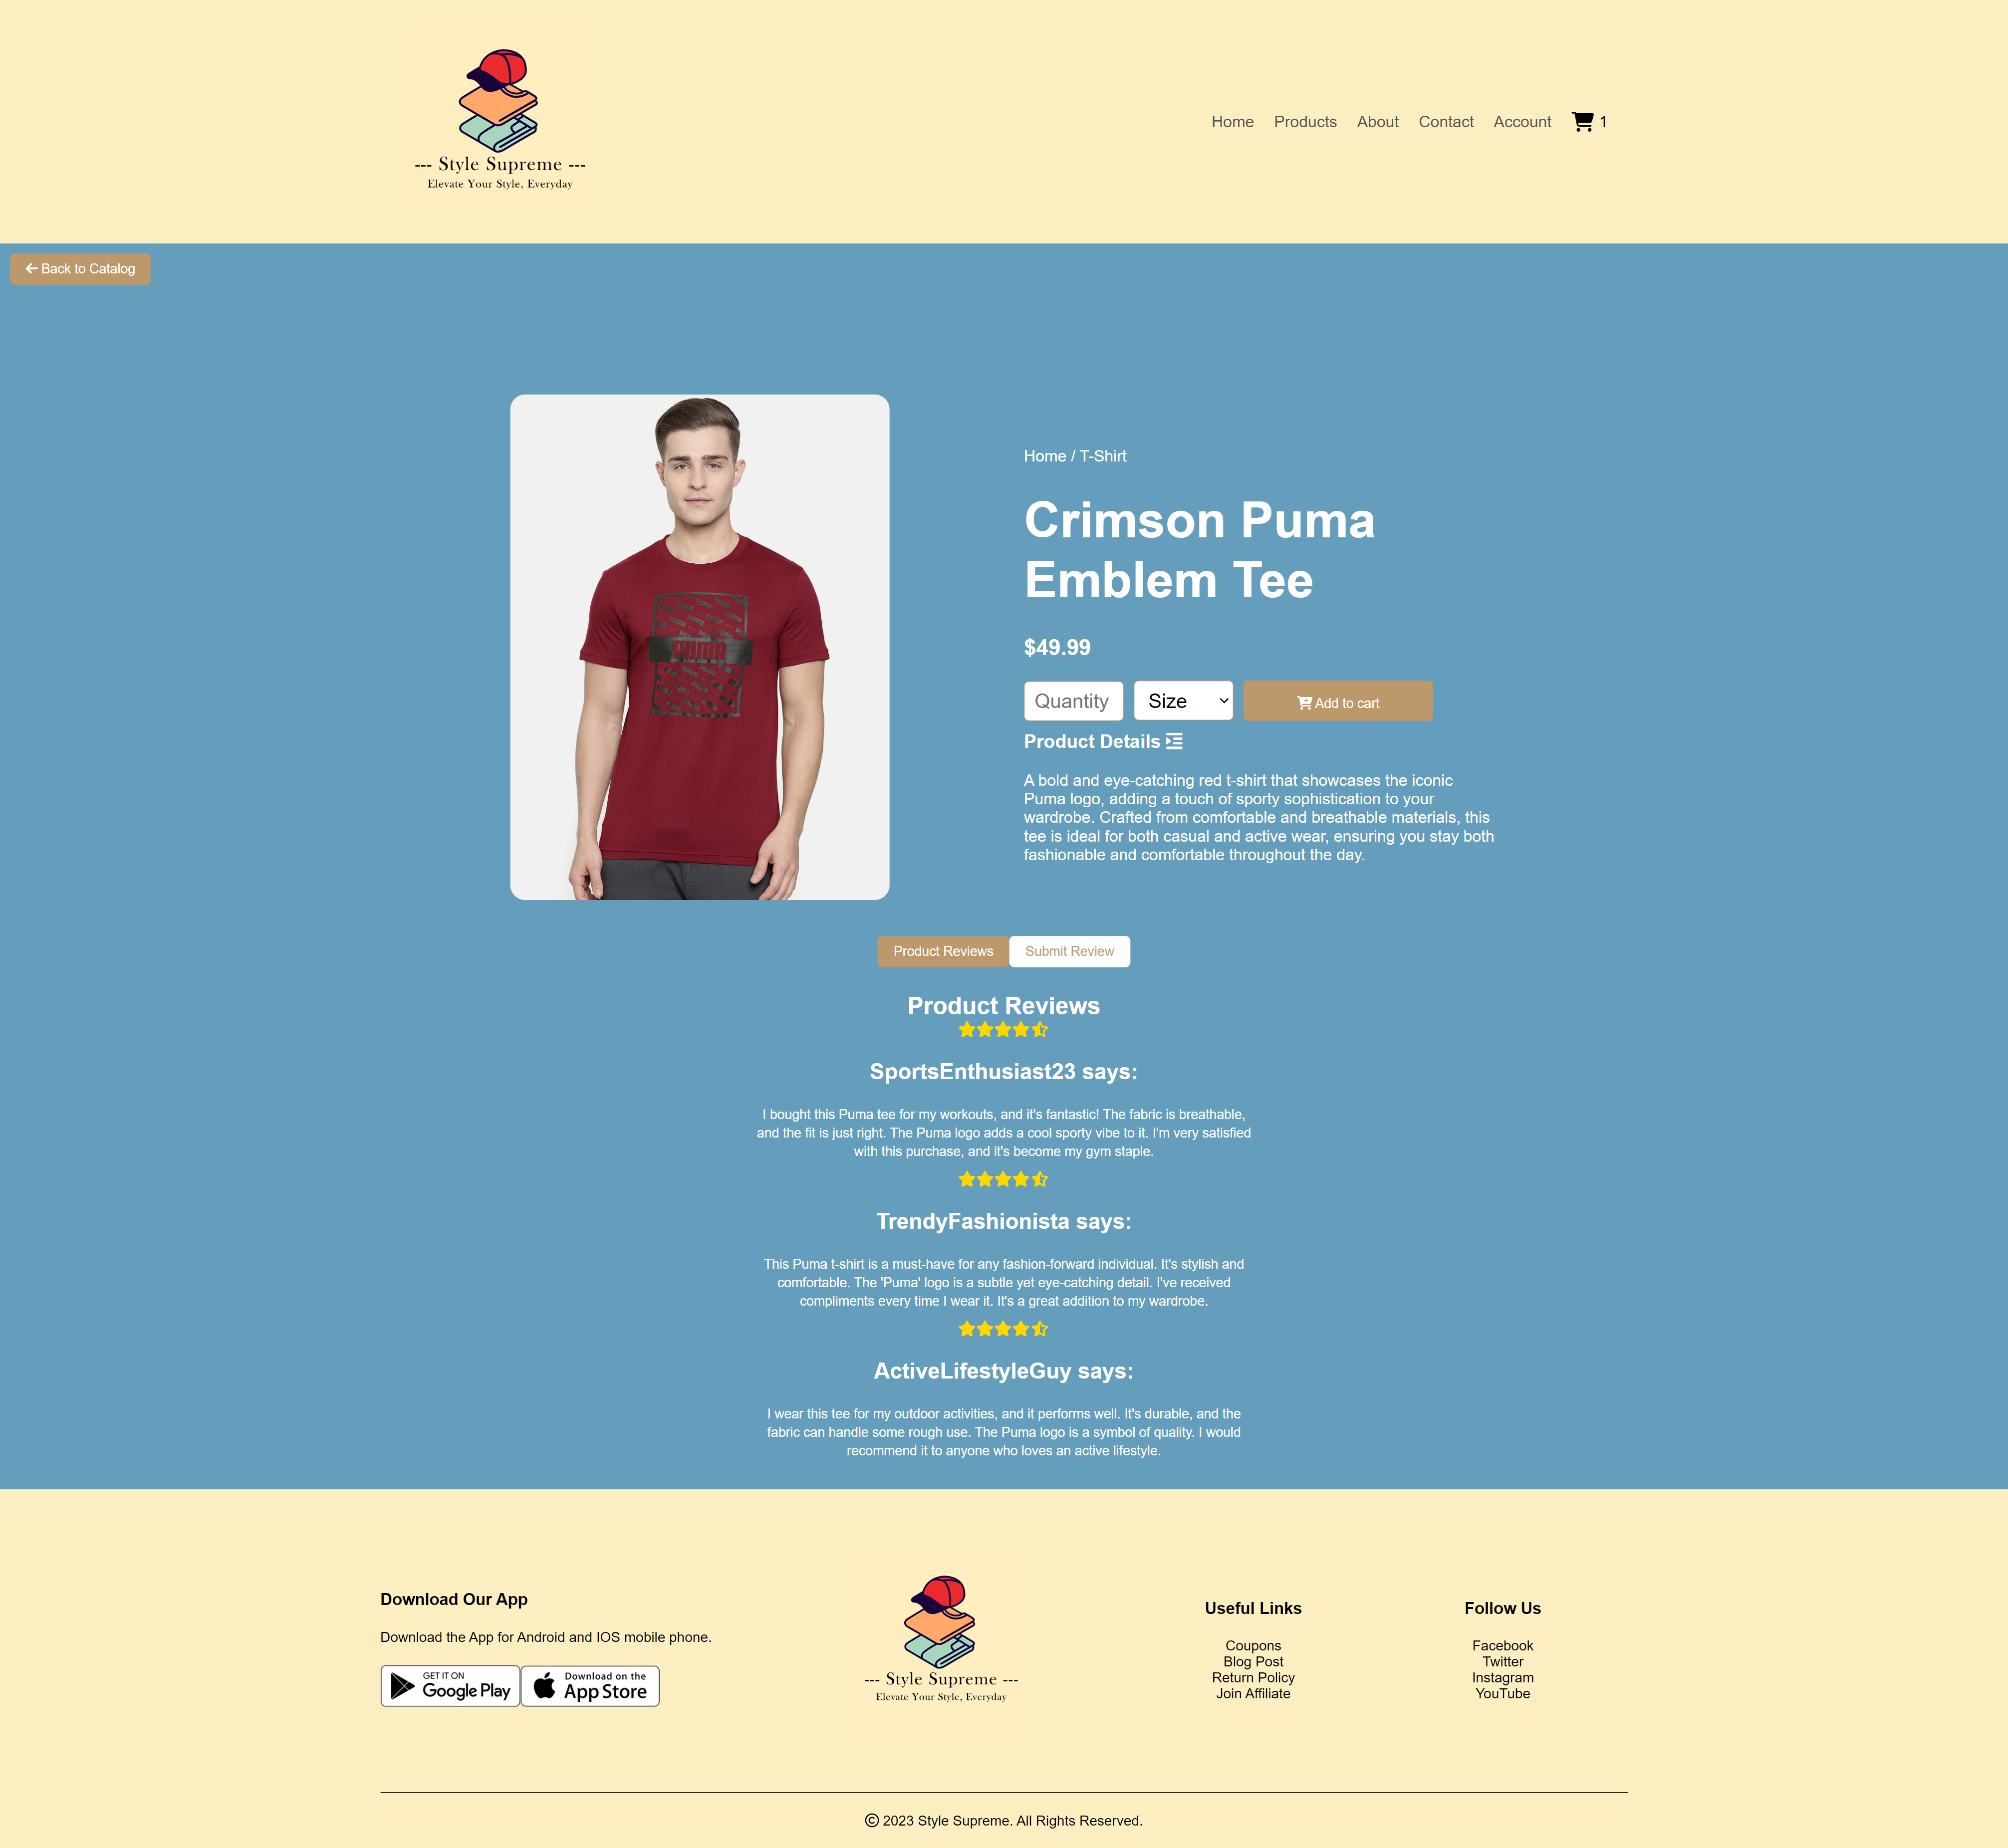 --- Style Supreme ---
Elevate Your Style, Everyday
Home Products About Contact Account 1
Back to Catalog
Home / T-Shirt
Crimson Puma
Emblem Tee
$49.99
Quantity Size Add to cart
Product Details
A bold and eye-catching red t-shirt that showcases the iconic
Puma logo, adding a touch of sporty sophistication to your
wardrobe. Crafted from comfortable and breathable materials, this
tee is ideal for both casual and active wear, ensuring you stay both
fashionable and comfortable throughout the day.
PUMA
Product Reviews Submit Review
Product Reviews
SportsEnthusiast23 says:
I bought this Puma tee for my workouts, and it's fantastic! The fabric is breathable,
and the fit is just right. The Puma logo adds a cool sporty vibe to it. I'm very satisfied
with this purchase, and it's become my gym staple.
TrendyFashionista says:
This Puma t-shirt is a must-have for any fashion-forward individual. It's stylish and
comfortable. The 'Puma' logo is a subtle yet eye-catching detail. I've received
compliments every time I wear it. It's a great addition to my wardrobe.
ActiveLifestyleGuy says:
I wear this tee for my outdoor activities, and it performs well. It's durable, and the
fabric can handle some rough use. The Puma logo is a symbol of quality. I would
recommend it to anyone who loves an active lifestyle.
Download Our App
Download the App for Android and IOS mobile phone.
GET IT ON
Google Play
Download on the
App Store
--- Style Supreme ---
Elevate Your Style, Everyday
Useful Links
Coupons
Blog Post
Return Policy
Join Affiliate
Follow Us
Facebook
Twitter
Instagram
YouTube
© 2023 Style Supreme. All Rights Reserved.